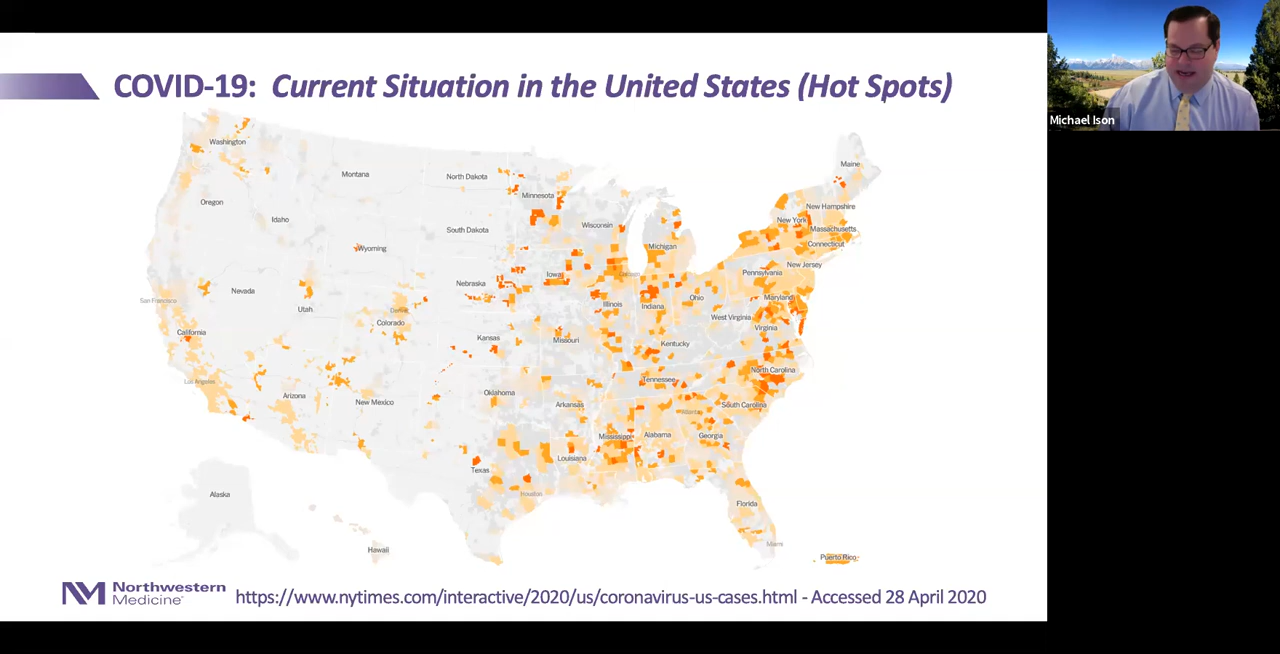 COVID-19: Current Situation in the United States (Hot Spots)
Michael Ison
Washington
Maine
Montana
North Dakota
Minnesota
Oregon
New Hampshire
Idaho
South Dakota
Wisconsin
New York
Massachusetts
Wyoming
Michigan
Connecticut
New Jersey
Iowa
Pennsylvania
Nebraska
Nevada
San Francisco
Illinois
Indiana
Ohio
Maryland
Utah
Denver
Colorado
West Virginia
Virginia
California
Kansas
Missouri
Kentucky
North Carolina
Los Angeles
Tennessee
Arizona
Oklahoma
New Mexico
Arkansas
South Carolina
Atlanta
Mississippi
Alabama
Georgia
Louisiana
Texas
Alaska
Houston
Florida
Miami
Hawaii
Puerto Rico
Northwestern
Medicine
https://www.nytimes.com/interactive/2020/us/coronavirus-us-cases.html - Accessed 28 April 2020